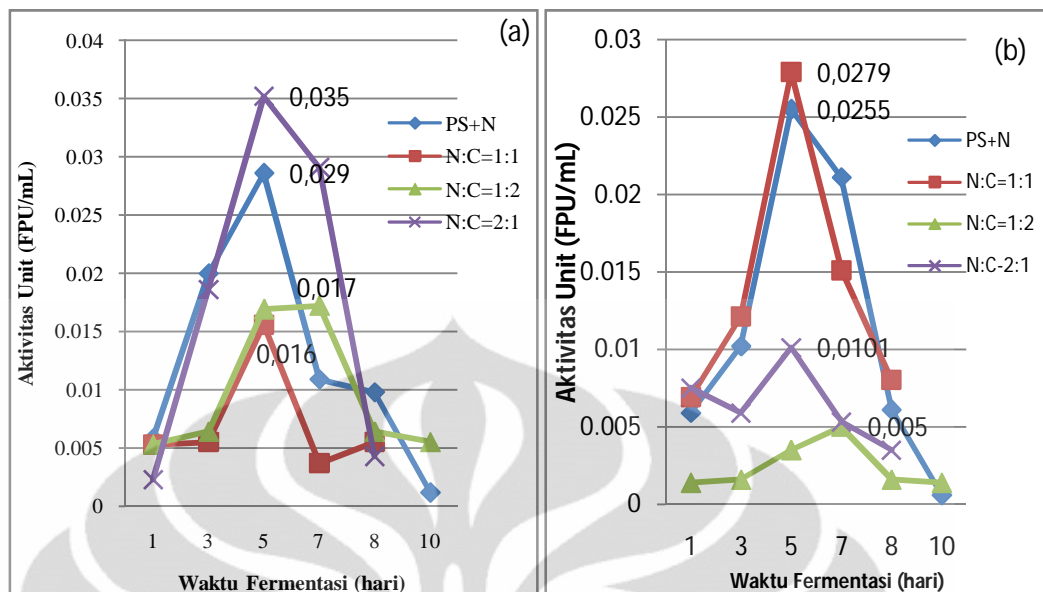 (a)
Aktivitas Unit (FPU/mL)
0.04
0.035
0.03
0.025
0.02
0.015
0.01
0.005
0
0,035
0,029
0,017
0,016
PS+N
N:C=1:1
N:C=1:2
N:C=2:1
1 3 5 7 8 10
Waktu Fermentasi (hari)
(b)
Aktivitas Unit (FPU/mL)
0.03
0.025
0.02
0.015
0.01
0.005
0
0,0279
0,0255
0,0101
0,005
PS+N
N:C=1:1
N:C=1:2
N:C-2:1
1 3 5 7 8 10
Waktu Fermentasi (hari)